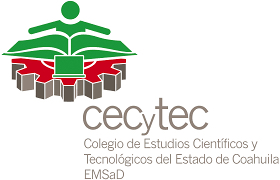 cecytec
Colegio de Estudios Científicos y
Tecnológicos del Estado de Coahuila
EMSaD